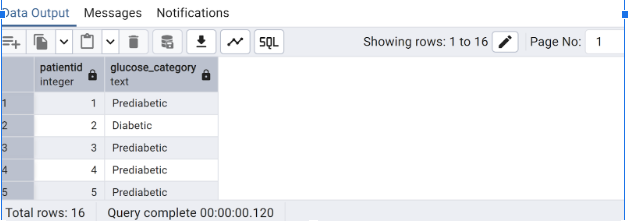 Data Output Messages Notifications
SQL Showing rows: 1 to 16 Page No: 1
patientid glucose_category
integer text
1 1 Prediabetic
2 2 Diabetic
3 3 Prediabetic
4 4 Prediabetic
5 5 Prediabetic
Total rows: 16 Query complete 00:00:00.120